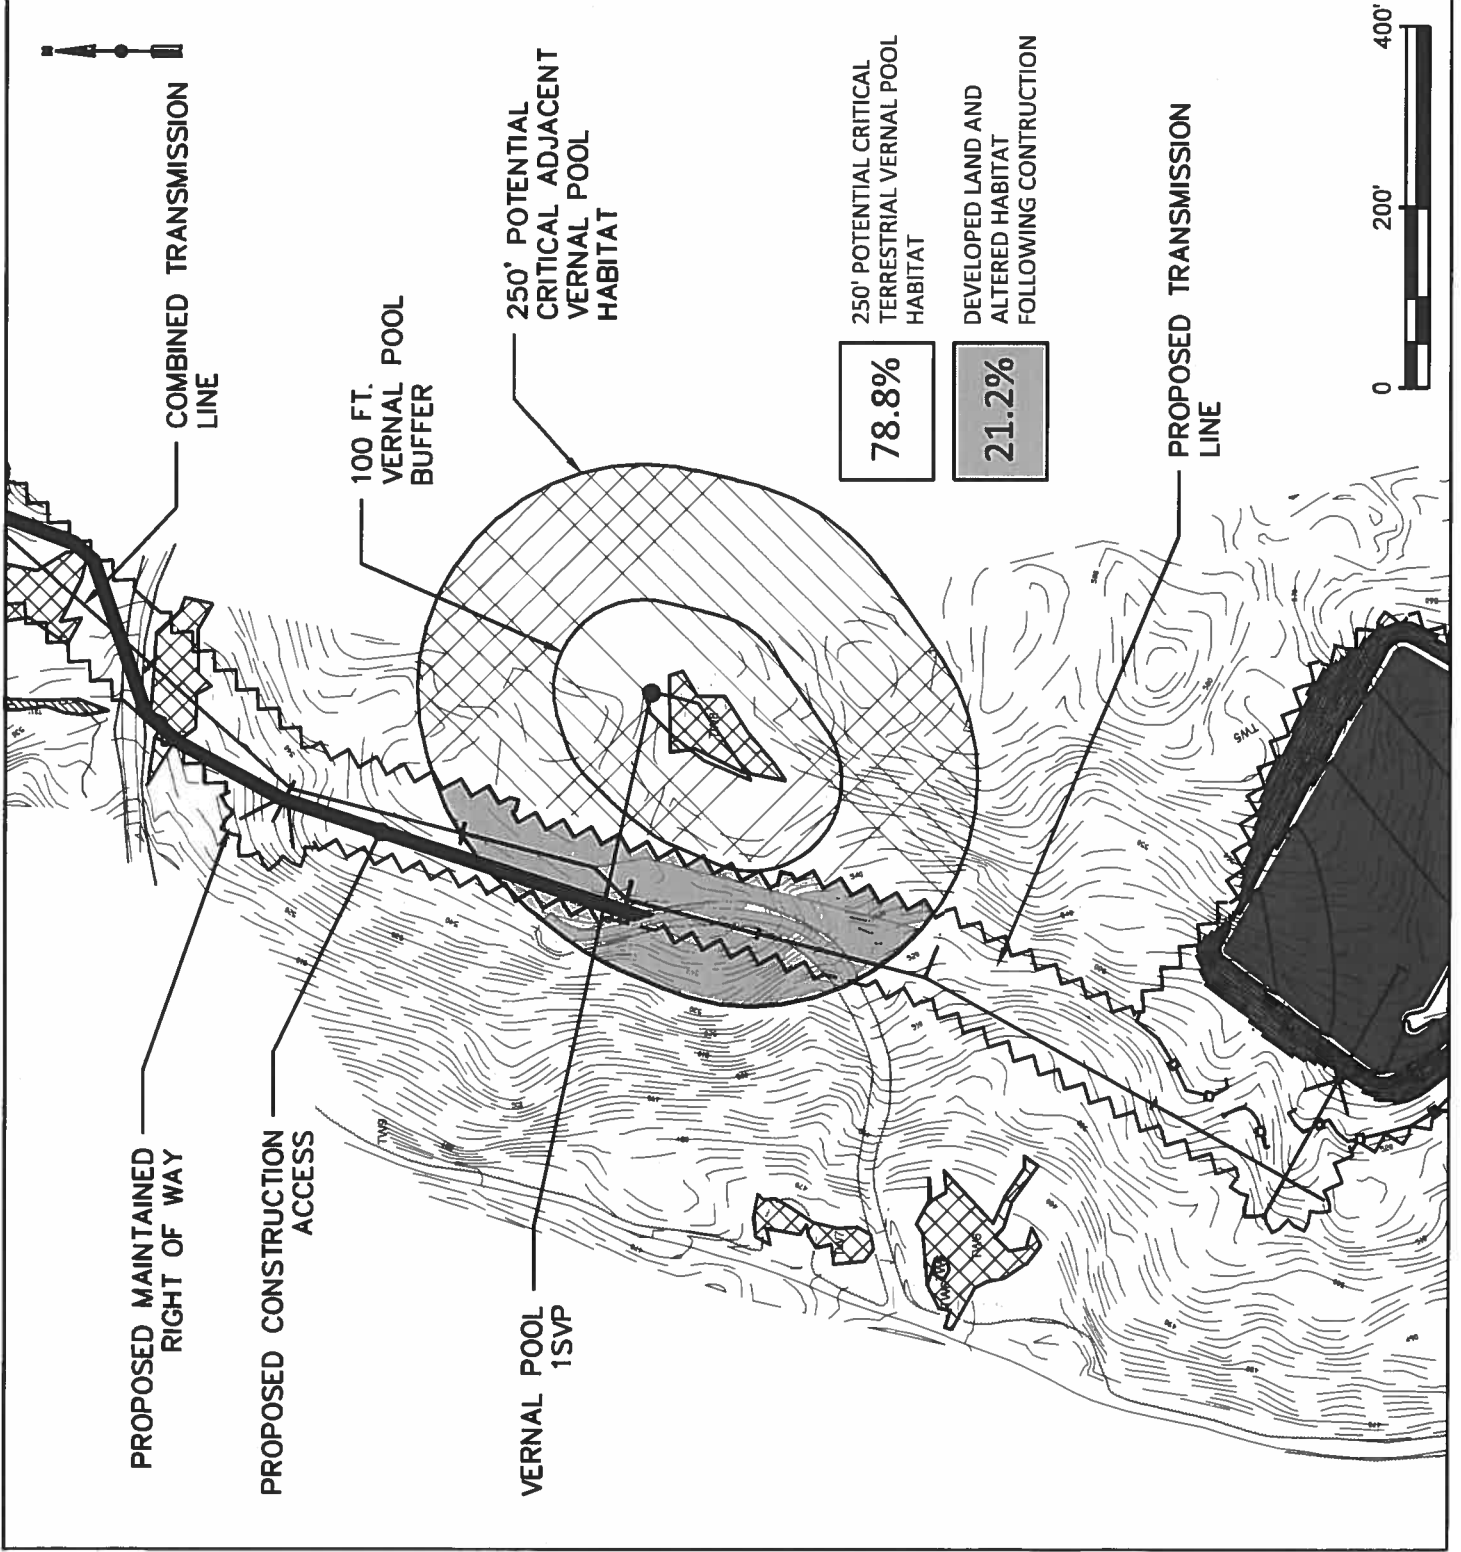 COMBINED TRANSMISSION
LINE
250' POTENTIAL
CRITICAL ADJACENT
VERNAL POOL
HABITAT
100 FT.
VERNAL POOL
BUFFER
250' POTENTIAL CRITICAL
TERRESTRIAL VERNAL POOL
HABITAT
78.8%
DEVELOPED LAND AND
ALTERED HABITAT
FOLLOWING CONTRUCTION
21.2%
PROPOSED TRANSMISSION
LINE
0
200'
400'
PROPOSED MAINTAINED
RIGHT OF WAY
PROPOSED CONSTRUCTION
ACCESS
VERNAL POOL
1SVP
TW5